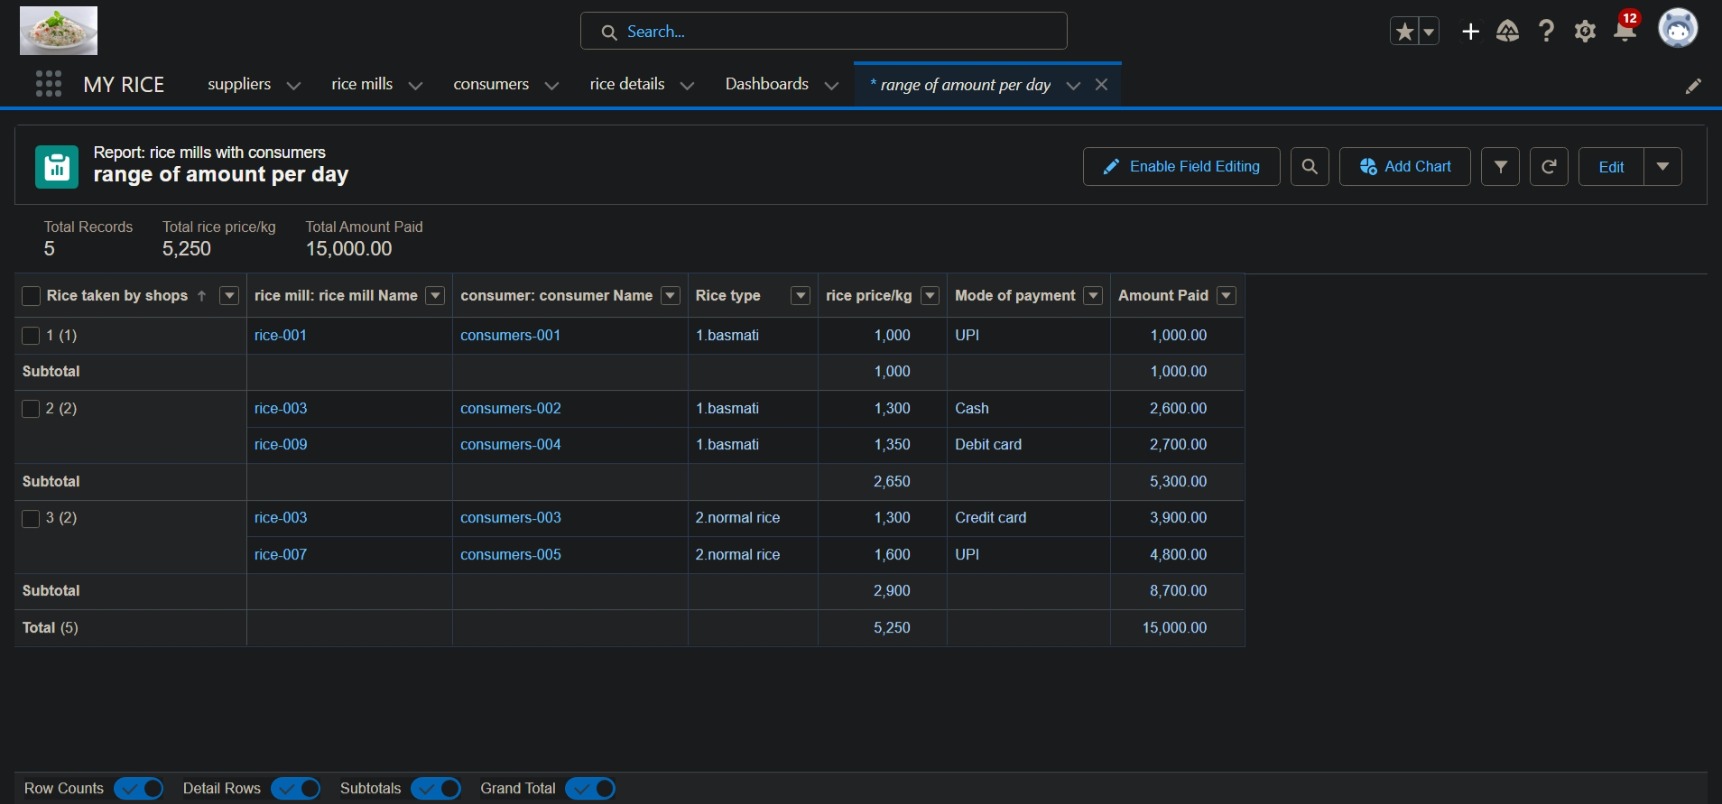 Search...
12
MY RICE suppliers rice mills consumers rice details Dashboards * range of amount per day
Report: rice mills with consumers
range of amount per day
Enable Field Editing Add Chart Edit
Total Records Total rice price/kg Total Amount Paid
5 5,250 15,000.00
Rice taken by shops ↑ rice mill: rice mill Name consumer: consumer Name Rice type rice price/kg Mode of payment Amount Paid
1 (1) rice-001 consumers-001 1.basmati 1,000 UPI 1,000.00
Subtotal 1,000 1,000.00
2 (2) rice-003 consumers-002 1.basmati 1,300 Cash 2,600.00
rice-009 consumers-004 1.basmati 1,350 Debit card 2,700.00
Subtotal 2,650 5,300.00
3 (2) rice-003 consumers-003 2.normal rice 1,300 Credit card 3,900.00
rice-007 consumers-005 2.normal rice 1,600 UPI 4,800.00
Subtotal 2,900 8,700.00
Total (5) 5,250 15,000.00
Row Counts Detail Rows Subtotals Grand Total